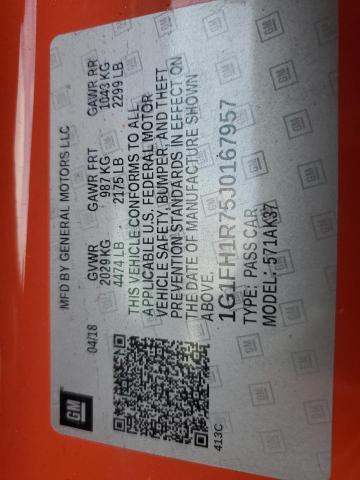 GM
04/18
MFD BY GENERAL MOTORS LLC
GVWR GAWR FRT GAWR RR
2029 KG 987 KG 1043 KG
4474 LB 2175 LB 2299 LB
THIS VEHICLE CONFORMS TO ALL
APPLICABLE U.S. FEDERAL MOTOR
VEHICLE SAFETY, BUMPER, AND THEFT
PREVENTION STANDARDS IN EFFECT ON
THE DATE OF MANUFACTURE SHOWN
ABOVE.
1G1FH1R75J0167957
TYPE: PASS CAR
MODEL: 571AK37
413C